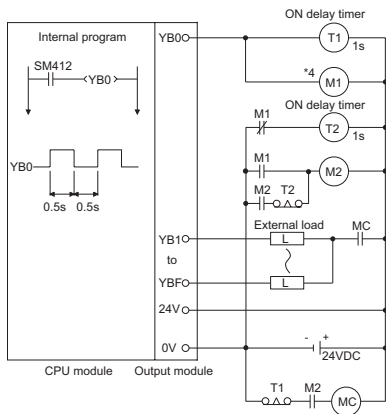 ON delay timer
Internal program
YB0
T1
1s
SM412
YB0
*4
M1
ON delay timer
M1
T2
1s
YB0
M1
M2
M2
T2
0.5s
0.5s
External load
YB1
L
MC
to
YBF
L
24V
- +
0V
24VDC
CPU module
Output module
T1
M2
MC